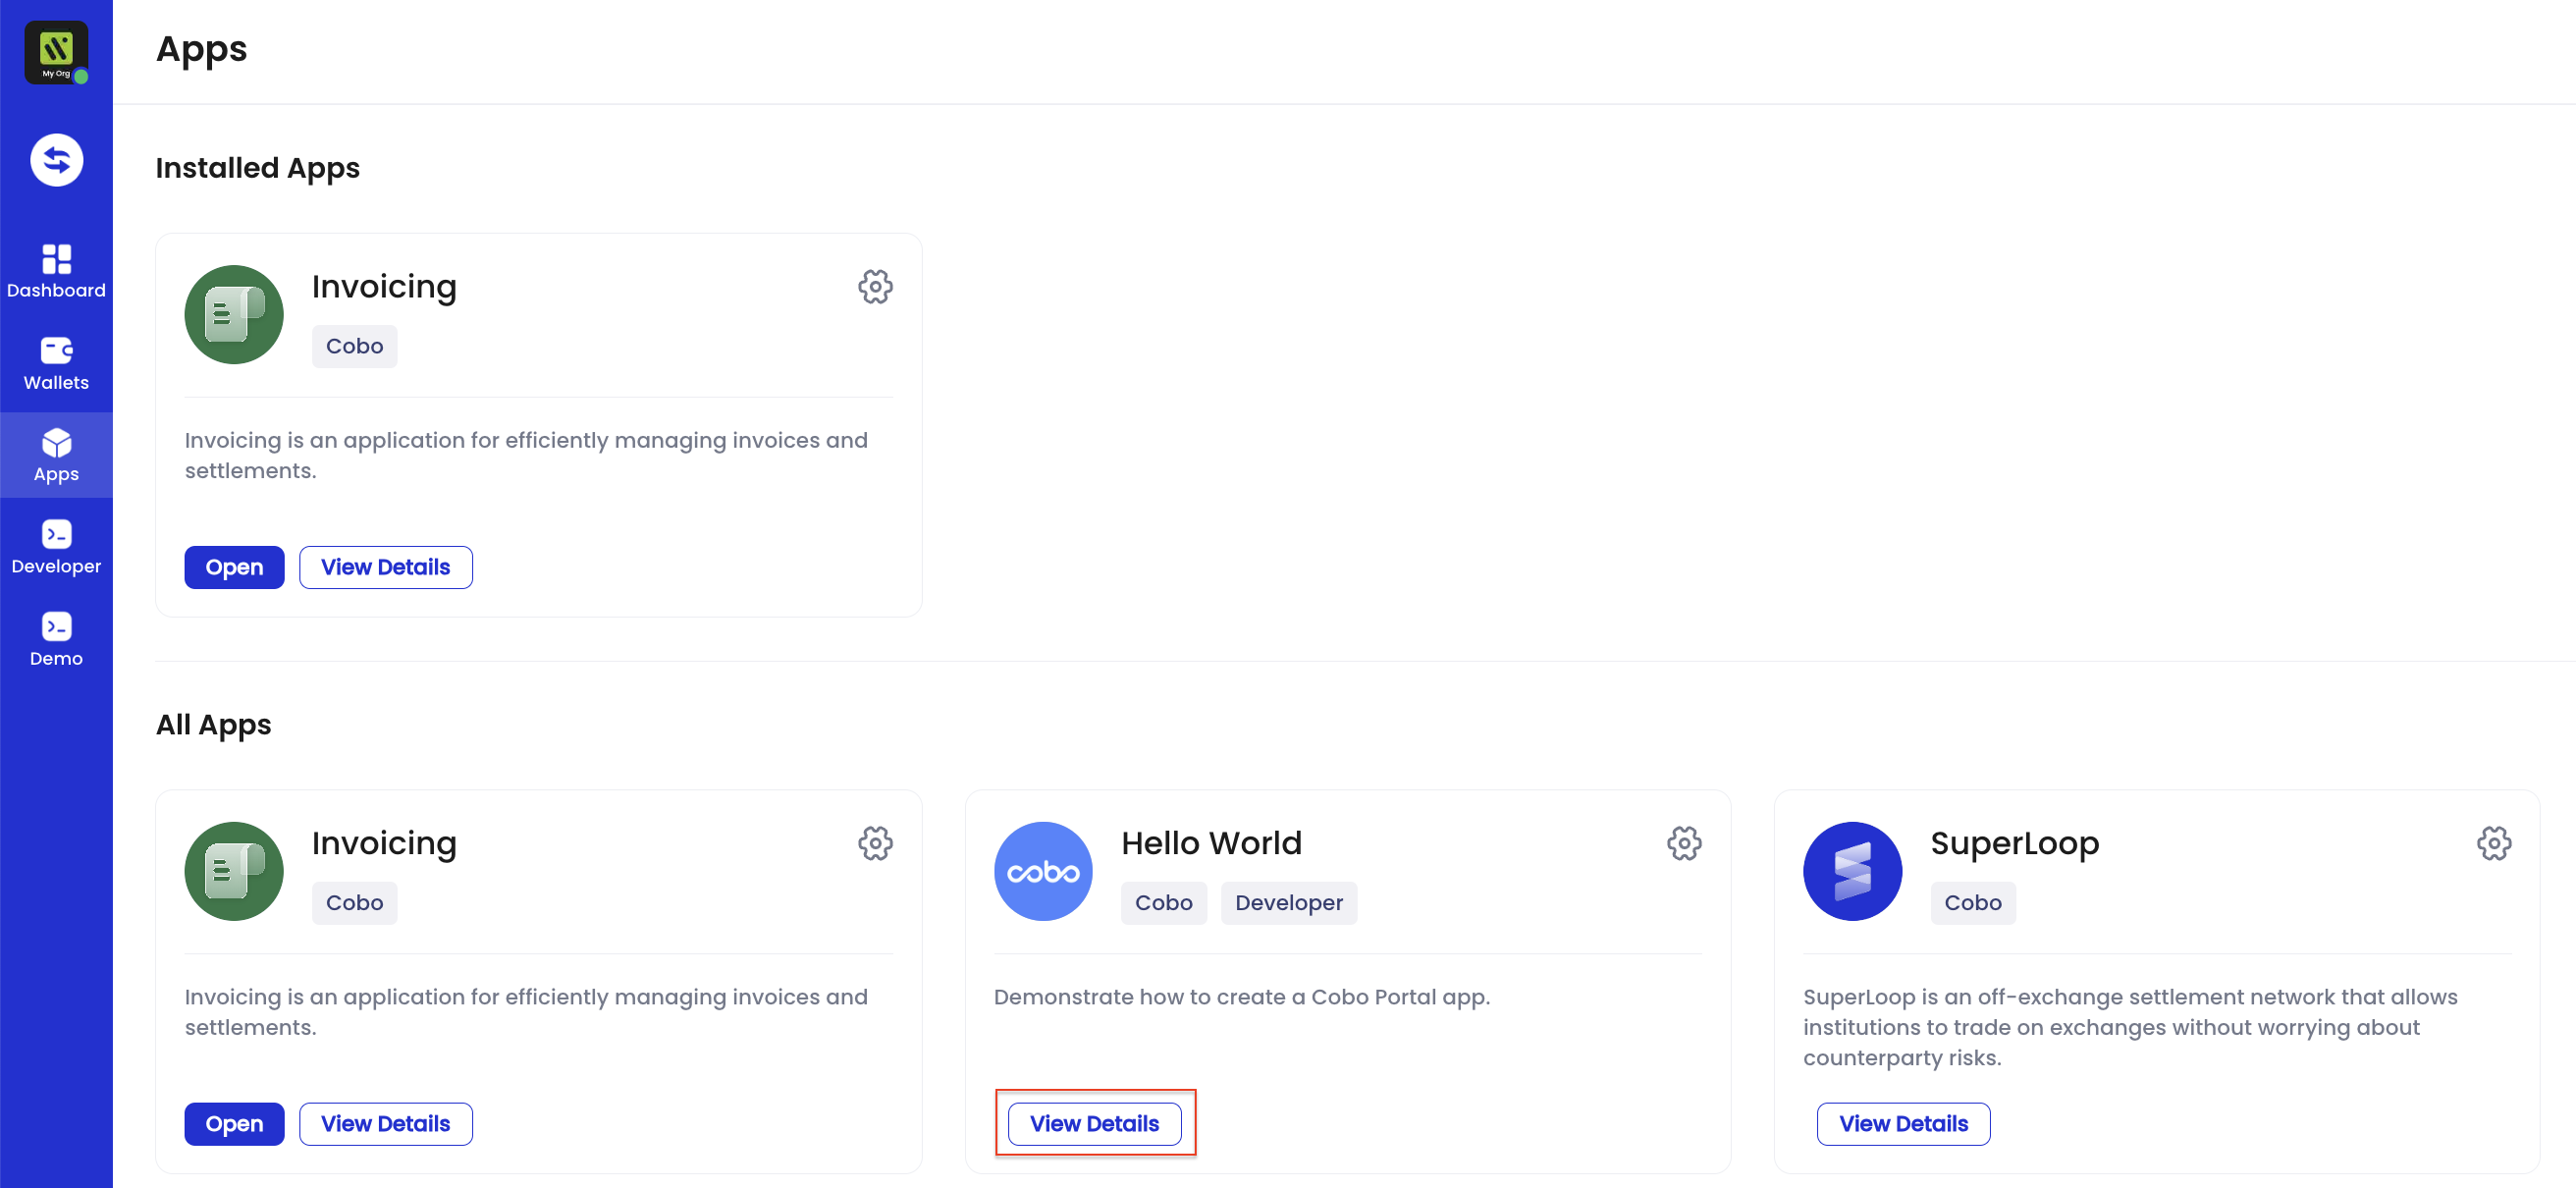 My Org
Apps
Dashboard
Wallets
Apps
Developer
Demo
Installed Apps
Invoicing
Cobo
Invoicing is an application for efficiently managing invoices and
settlements.
Open
View Details
All Apps
Invoicing
Cobo
Invoicing is an application for efficiently managing invoices and
settlements.
Open
View Details
cobo
Hello World
Cobo
Developer
Demonstrate how to create a Cobo Portal app.
View Details
SuperLoop
Cobo
SuperLoop is an off-exchange settlement network that allows
institutions to trade on exchanges without worrying about
counterparty risks.
View Details